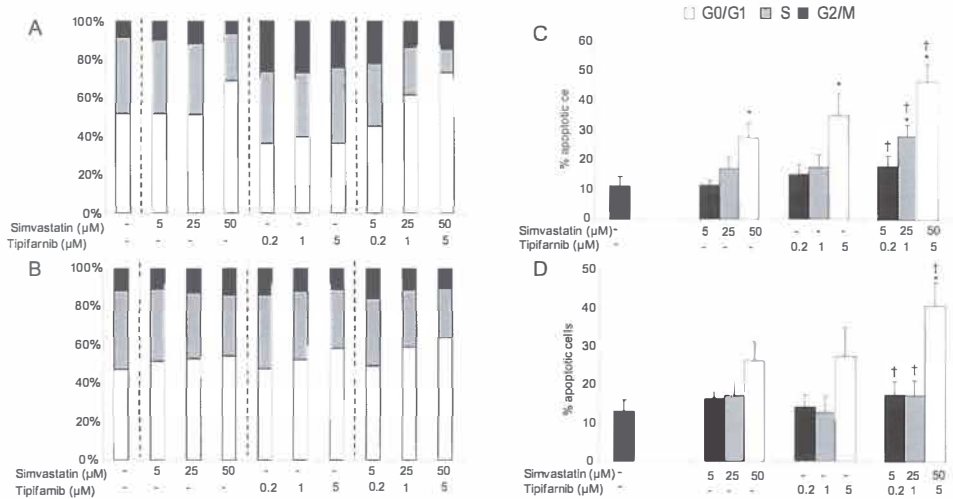 G0/G1 S G2/M
A
100%
80%
60%
40%
20%
0%
Simvastatin (µM) - 5 25 50 - - - 5 25 50
Tipifarnib (µM) - - - - 0.2 1 5 0.2 1 5
B
100%
80%
60%
40%
20%
0%
Simvastatin (µM) - 5 25 50 - - - 5 25 50
Tipifarnib (µM) - - - - 0.2 1 5 0.2 1 5
C
% apoptotic ce
60
50
40
30
20
10
0
* * † † * † *
Simvastatin (µM) - 5 25 50 - - - 5 25 50
Tipifarnib (µM) - - - - 0.2 1 5 0.2 1 5
D
% apoptotic cells
50
40
30
20
10
0
† † † *
Simvastatin (µM) - 5 25 50 - - - 5 25 50
Tipifarnib (µM) - - - - 0.2 1 5 0.2 1 5